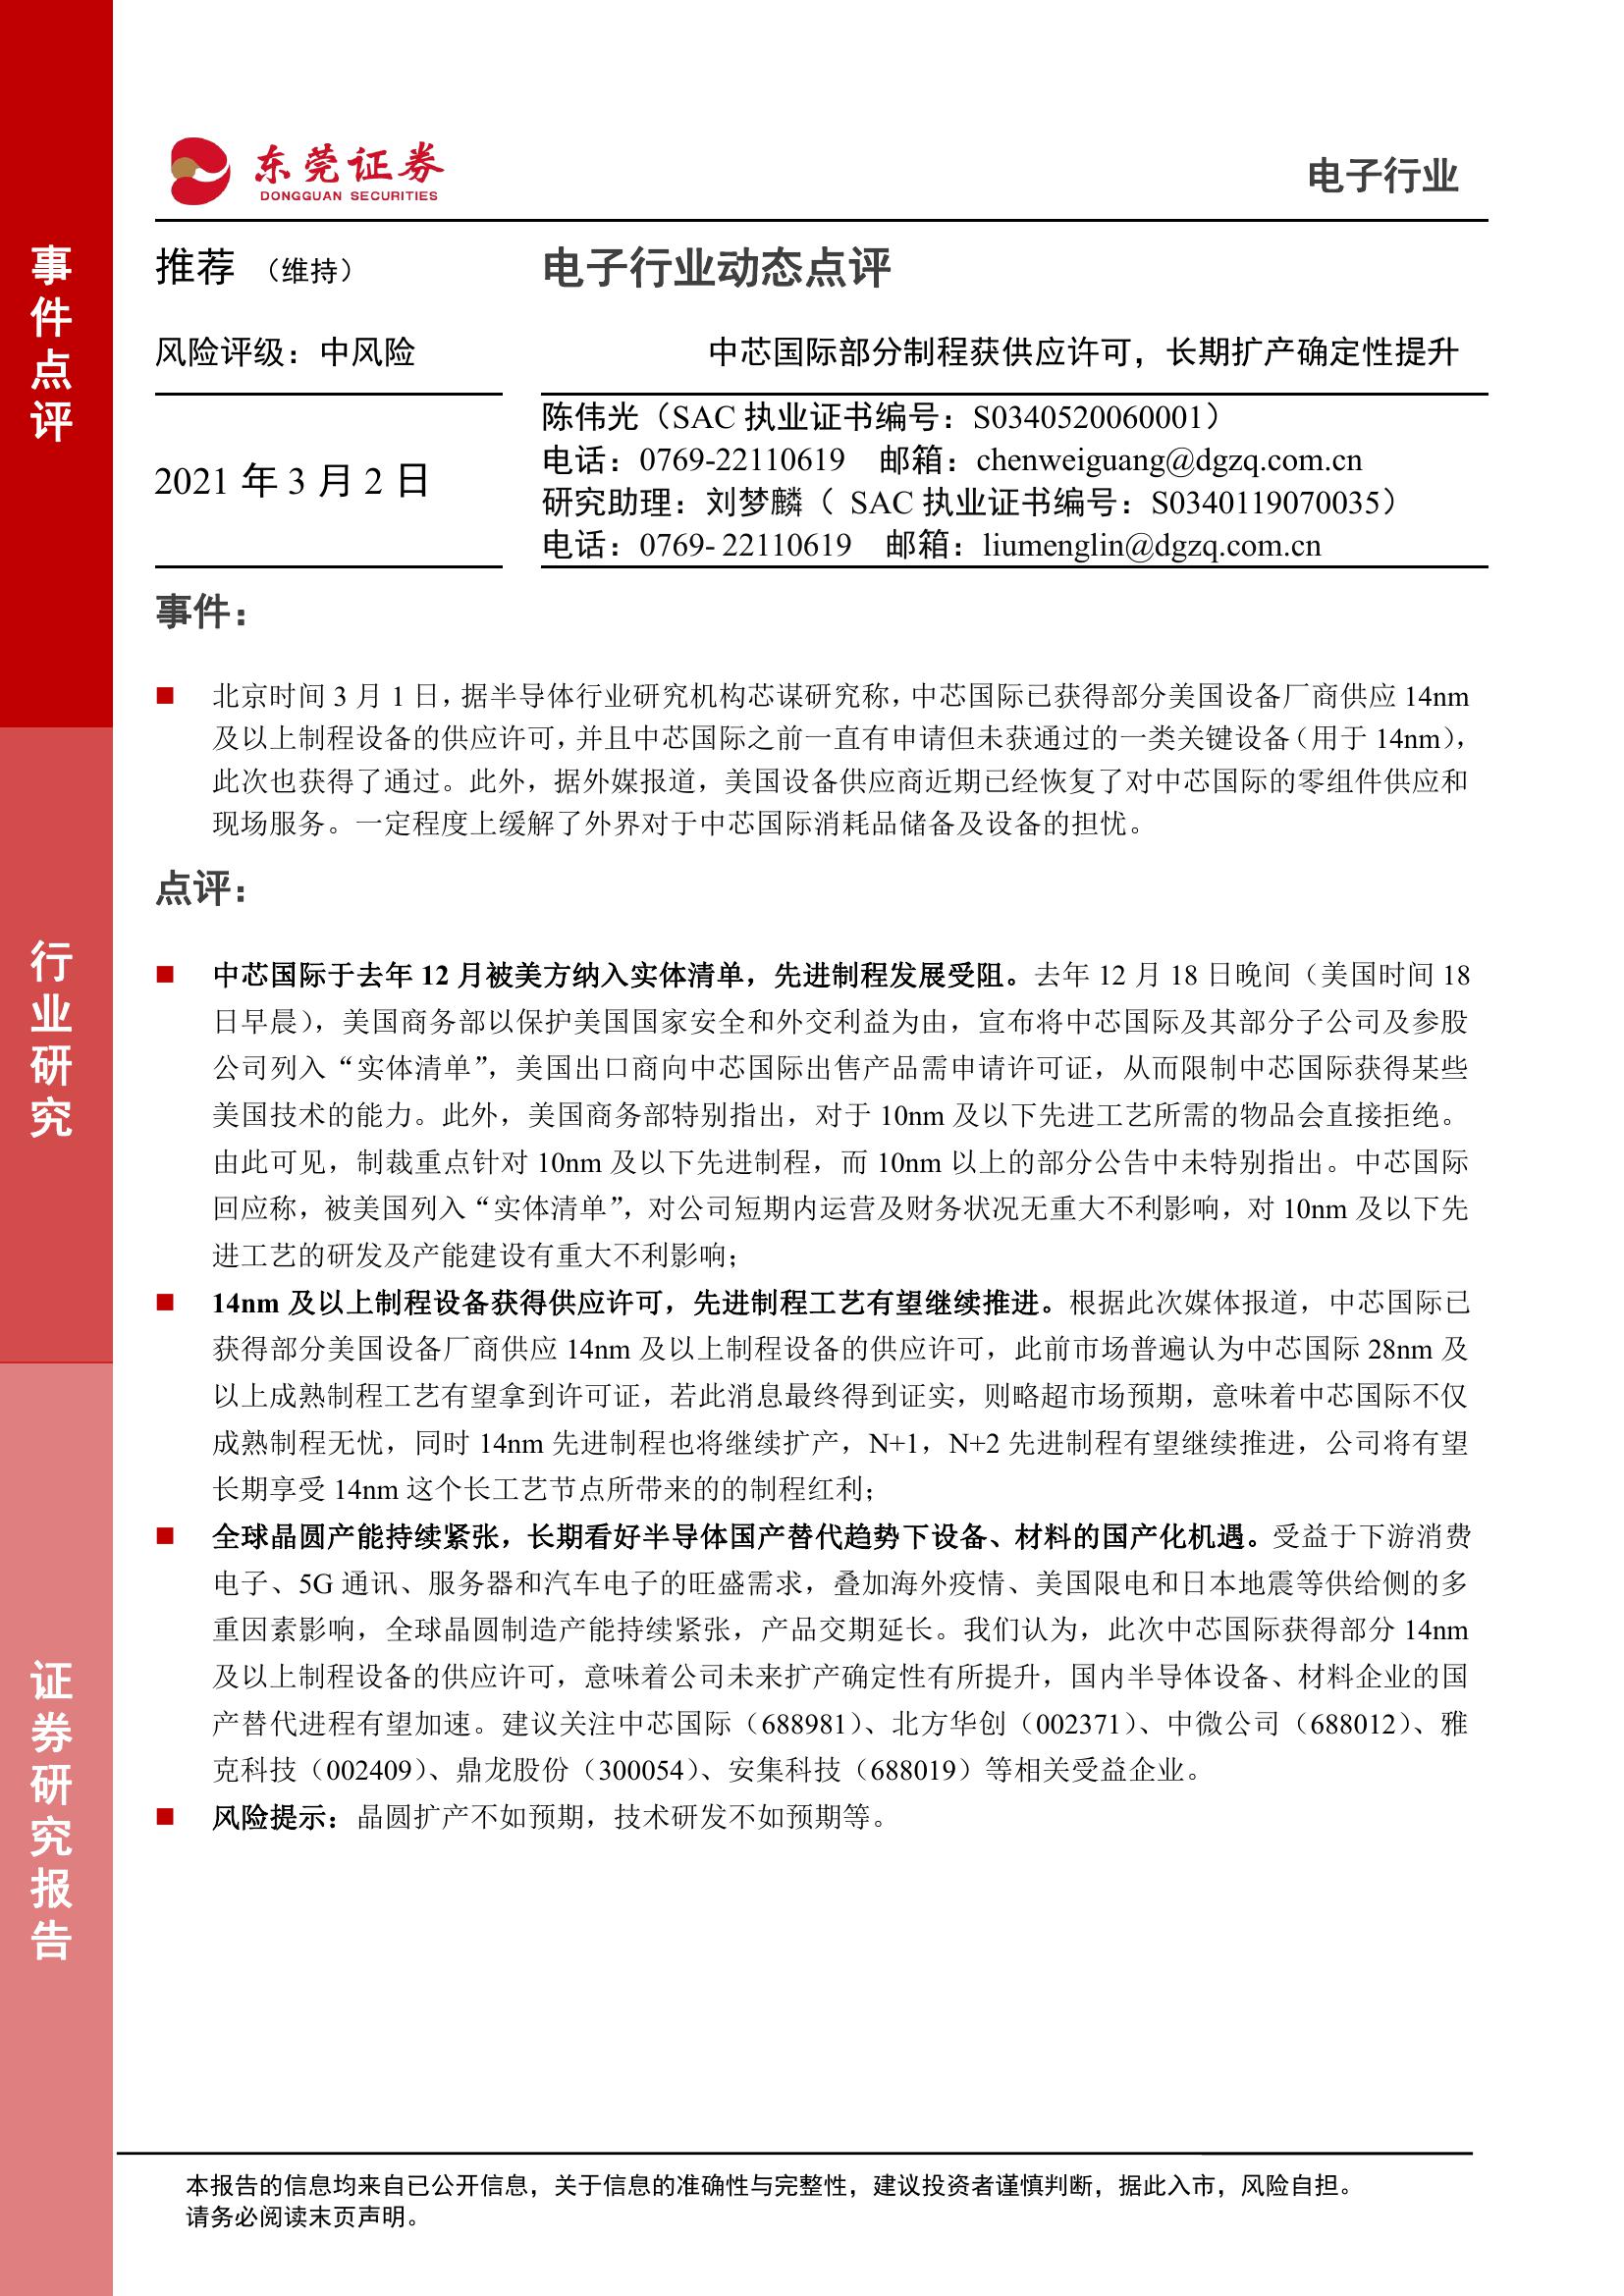 事件点评
行业研究
证券研究报告
东莞证券
DONGGUAN SECURITIES
电子行业
推荐 （维持）
电子行业动态点评
风险评级：中风险
中芯国际部分制程获供应许可，长期扩产确定性提升
2021 年 3 月 2 日
陈伟光（SAC 执业证书编号：S0340520060001）
电话：0769-22110619 邮箱：chenweiguang@dgzq.com.cn
研究助理：刘梦麟（ SAC 执业证书编号：S0340119070035）
电话：0769- 22110619 邮箱：liumenglin@dgzq.com.cn
事件：
■ 北京时间 3 月 1 日，据半导体行业研究机构芯谋研究称，中芯国际已获得部分美国设备厂商供应 14nm
及以上制程设备的供应许可，并且中芯国际之前一直有申请但未获通过的一类关键设备（用于 14nm），
此次也获得了通过。此外，据外媒报道，美国设备供应商近期已经恢复了对中芯国际的零组件供应和
现场服务。一定程度上缓解了外界对于中芯国际消耗品储备及设备的担忧。
点评：
■ 中芯国际于去年 12 月被美方纳入实体清单，先进制程发展受阻。去年 12 月 18 日晚间（美国时间 18
日早晨），美国商务部以保护美国国家安全和外交利益为由，宣布将中芯国际及其部分子公司及参股
公司列入“实体清单”，美国出口商向中芯国际出售产品需申请许可证，从而限制中芯国际获得某些
美国技术的能力。此外，美国商务部特别指出，对于 10nm 及以下先进工艺所需的物品会直接拒绝。
由此可见，制裁重点针对 10nm 及以下先进制程，而 10nm 以上的部分公告中未特别指出。中芯国际
回应称，被美国列入“实体清单”，对公司短期内运营及财务状况无重大不利影响，对 10nm 及以下先
进工艺的研发及产能建设有重大不利影响；
■ 14nm 及以上制程设备获得供应许可，先进制程工艺有望继续推进。根据此次媒体报道，中芯国际已
获得部分美国设备厂商供应 14nm 及以上制程设备的供应许可，此前市场普遍认为中芯国际 28nm 及
以上成熟制程工艺有望拿到许可证，若此消息最终得到证实，则略超市场预期，意味着中芯国际不仅
成熟制程无忧，同时 14nm 先进制程也将继续扩产，N+1，N+2 先进制程有望继续推进，公司将有望
长期享受 14nm 这个长工艺节点所带来的的制程红利；
■ 全球晶圆产能持续紧张，长期看好半导体国产替代趋势下设备、材料的国产化机遇。受益于下游消费
电子、5G 通讯、服务器和汽车电子的旺盛需求，叠加海外疫情、美国限电和日本地震等供给侧的多
重因素影响，全球晶圆制造产能持续紧张，产品交期延长。我们认为，此次中芯国际获得部分 14nm
及以上制程设备的供应许可，意味着公司未来扩产确定性有所提升，国内半导体设备、材料企业的国
产替代进程有望加速。建议关注中芯国际（688981）、北方华创（002371）、中微公司（688012）、雅
克科技（002409）、鼎龙股份（300054）、安集科技（688019）等相关受益企业。
■ 风险提示：晶圆扩产不如预期，技术研发不如预期等。
本报告的信息均来自已公开信息，关于信息的准确性与完整性，建议投资者谨慎判断，据此入市，风险自担。
请务必阅读末页声明。